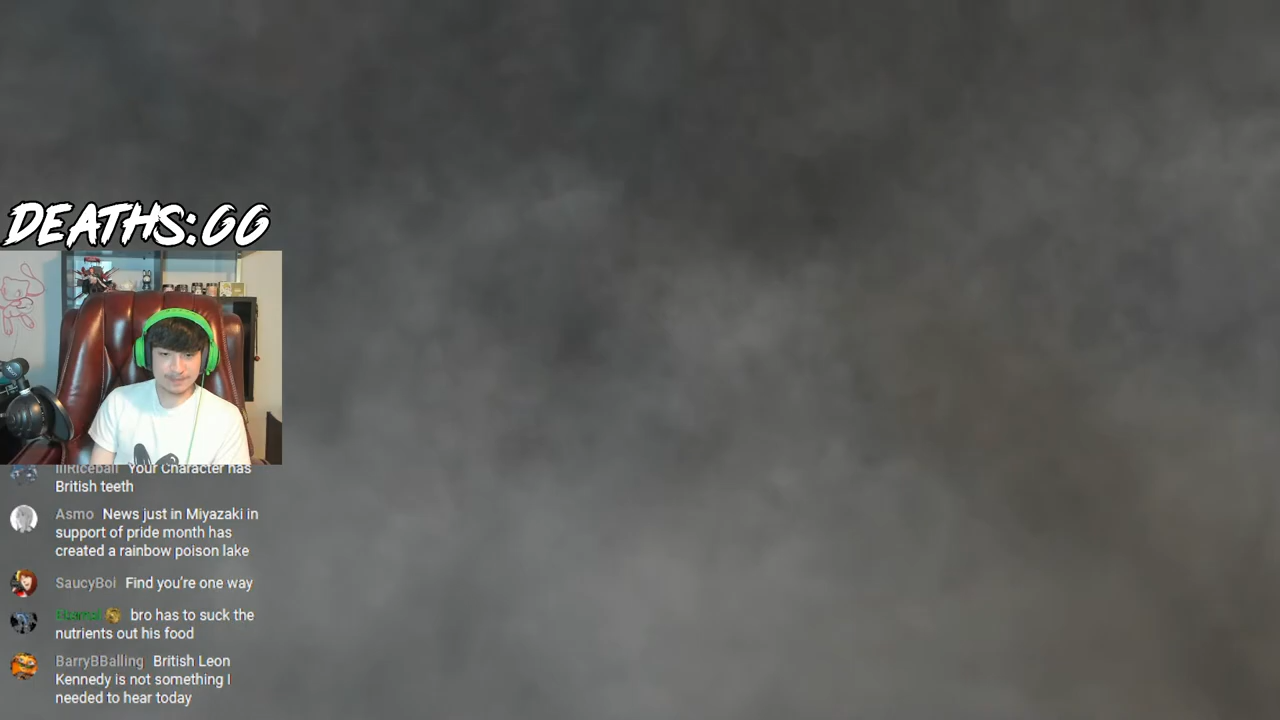 DEATHS:66
IIIRiceball Your Character has
British teeth
Asmo News just in Miyazaki in
support of pride month has
created a rainbow poison lake
SaucyBoi Find you're one way
bro has to suck the
nutrients out his food
BarryBBalling British Leon
Kennedy is not something I
needed to hear today